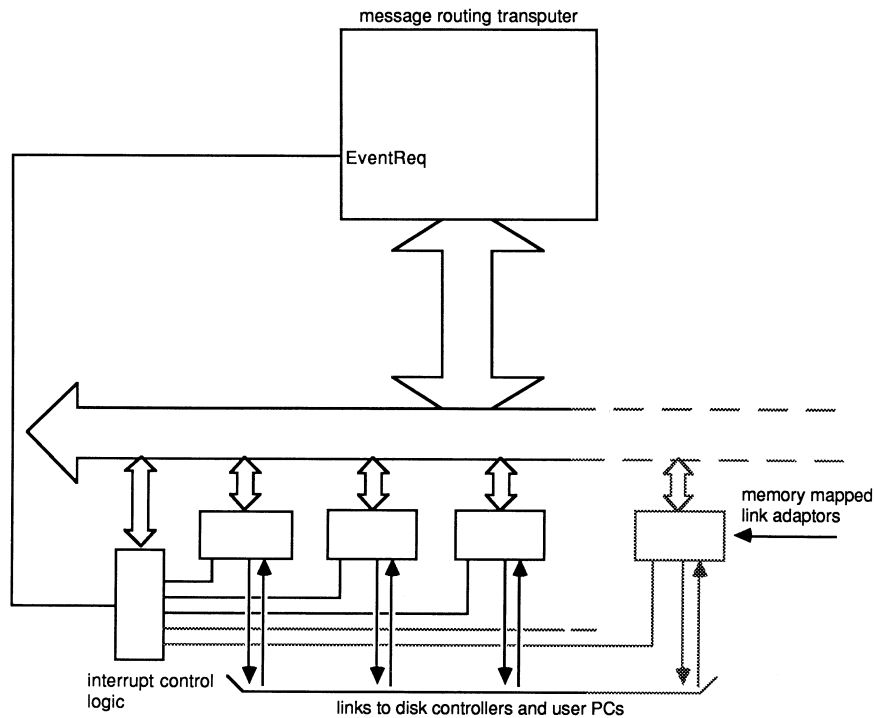 message routing transputer
EventReq
memory mapped
link adaptors
interrupt control
logic
links to disk controllers and user PCs